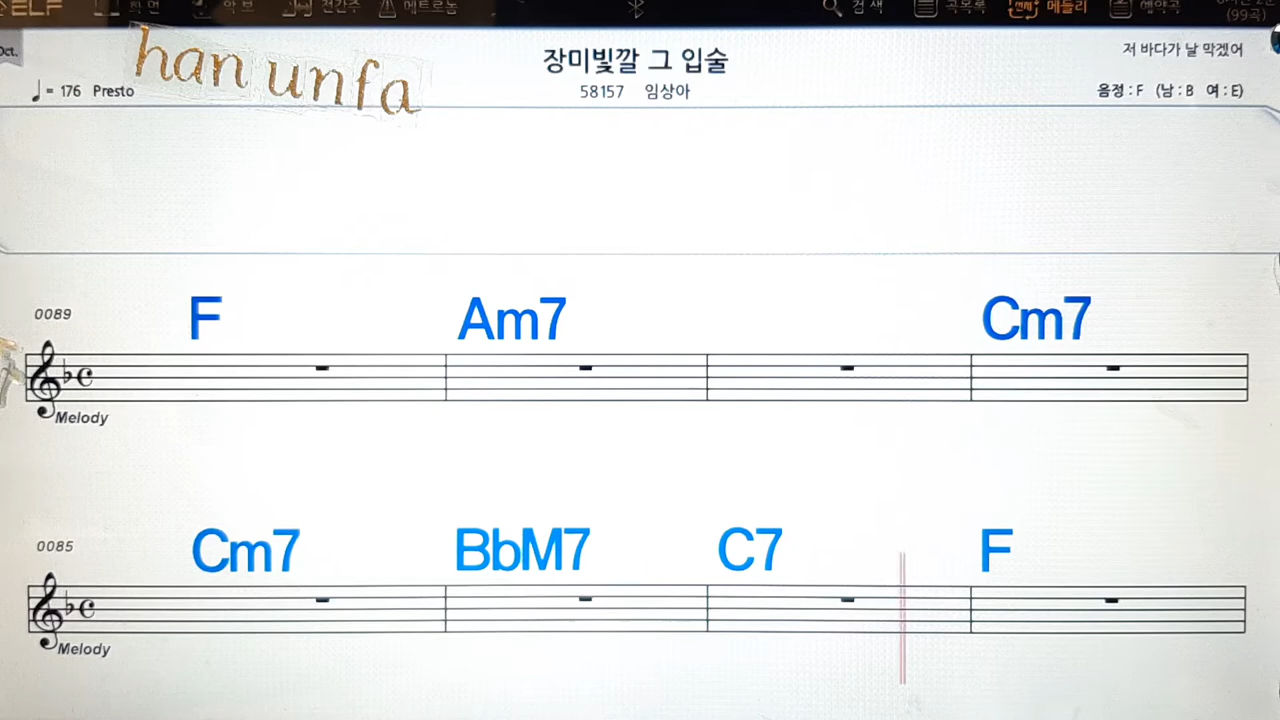 ELF 화면 악보 전간주 메트로놈 검색 곡목록 메들리 예약곡
(99곡)
Oct.
han unfa
장미빛깔 그 입술
저 바다가 날 막겠어
♩= 176 Presto
58157 임상아
음정 : F (남 : B 여 : E)
0089 F Am7 Cm7
Melody
0085 Cm7 BbM7 C7 F
Melody